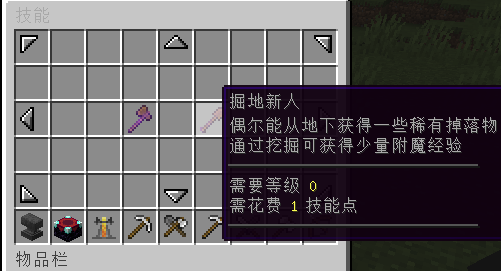 技能
掘地新人
偶尔能从地下获得一些稀有掉落物
通过挖掘可获得少量附魔经验
需要等级 0
需花费 1 技能点
物品栏